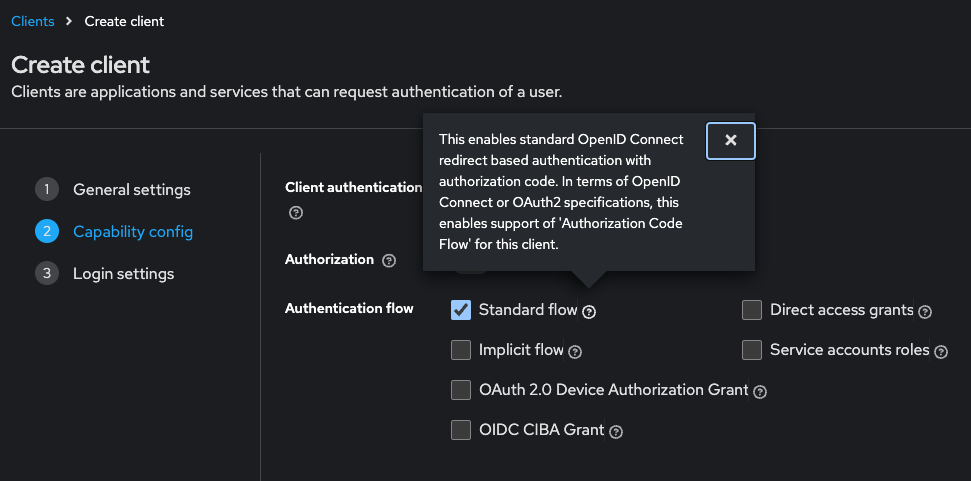 Clients > Create client
Create client
Clients are applications and services that can request authentication of a user.
This enables standard OpenID Connect
redirect based authentication with
authorization code. In terms of OpenID
Connect or OAuth2 specifications, this
enables support of 'Authorization Code
Flow' for this client.
1 General settings
2 Capability config
3 Login settings
Client authentication
Authorization
Authentication flow
Standard flow
Direct access grants
Implicit flow
Service accounts roles
OAuth 2.0 Device Authorization Grant
OIDC CIBA Grant